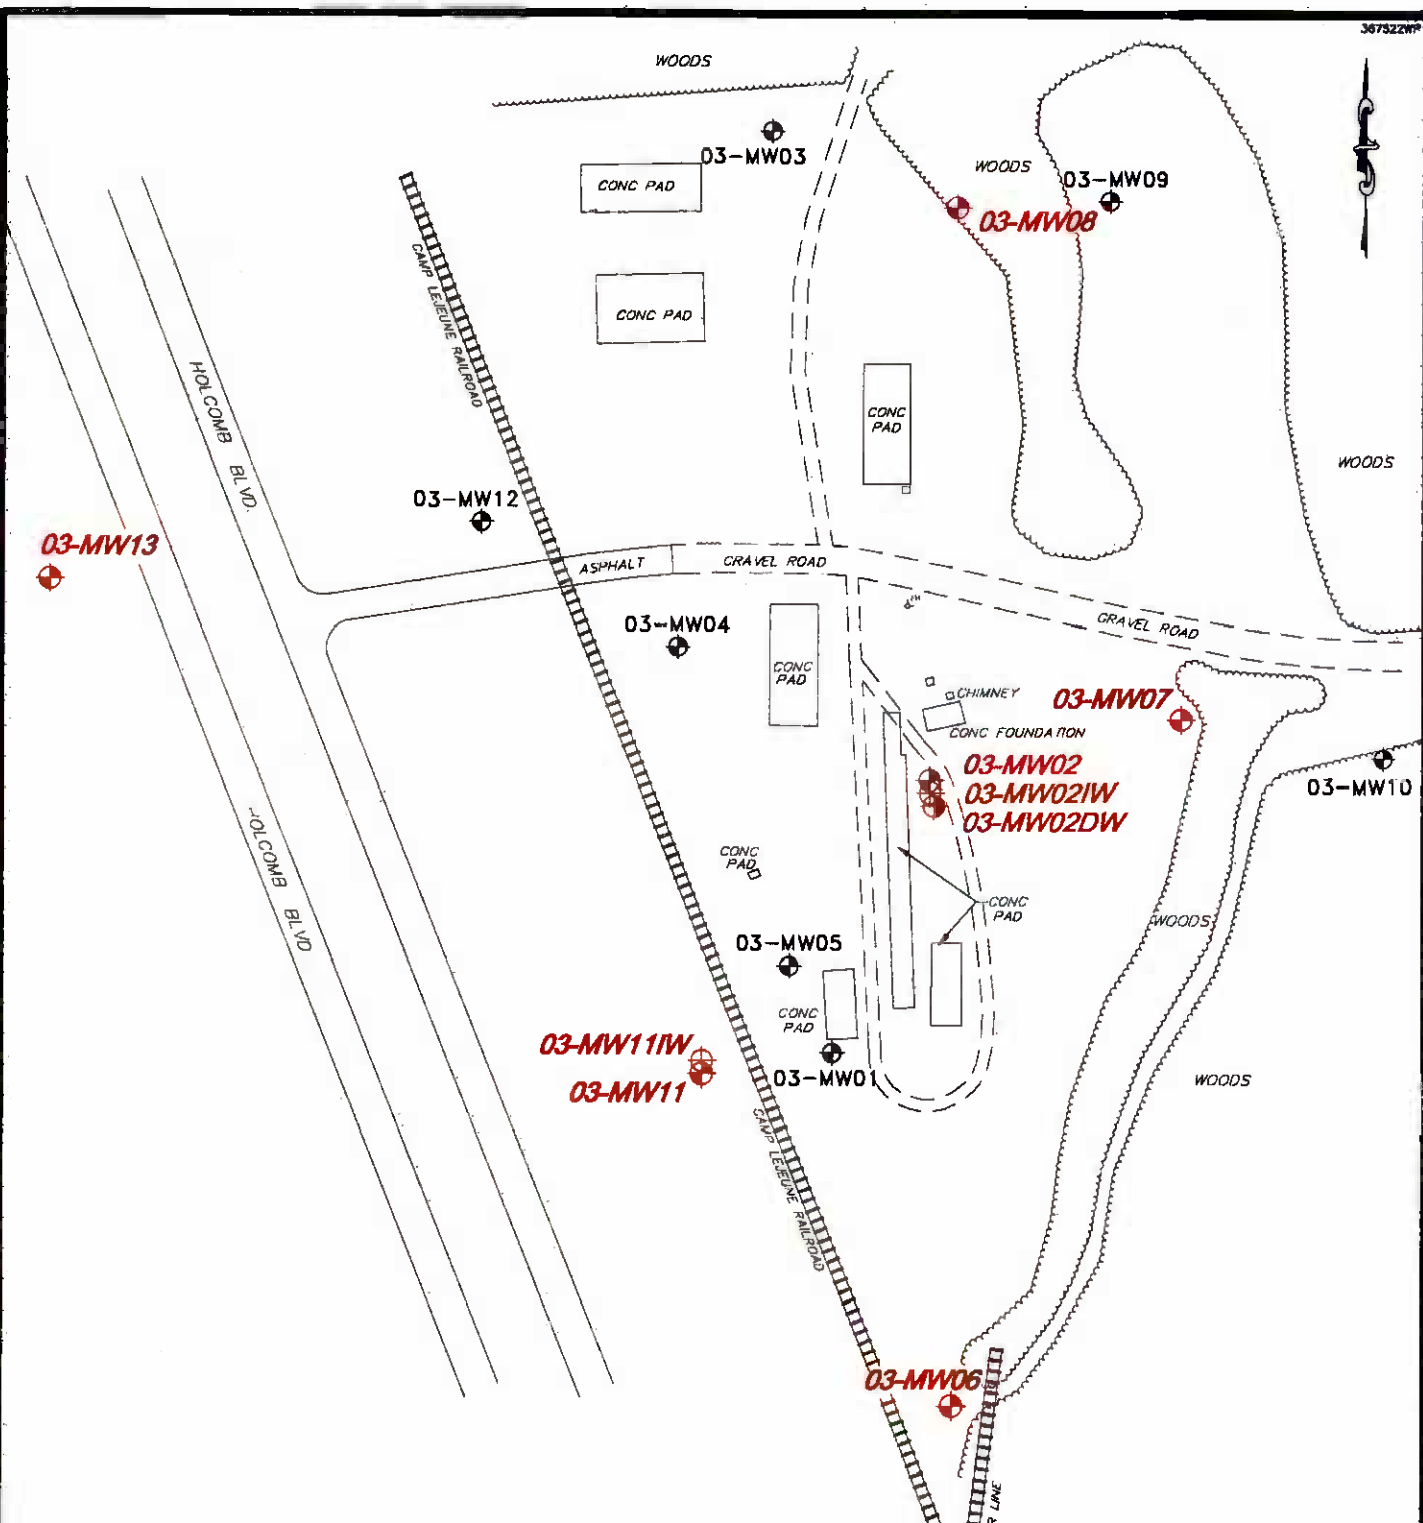 367522WP
WOODS
03-MW03
CONC PAD
WOODS
03-MW09
03-MW08
CAMP LEJEUNE RAILROAD
CONC PAD
HOLCOMB BLVD.
CONC
PAD
WOODS
03-MW12
03-MW13
ASPHALT
GRAVEL ROAD
GRAVEL ROAD
03-MW04
CONC
PAD
CHIMNEY
03-MW07
CONC FOUNDATION
03-MW02
03-MW02IW
03-MW02DW
03-MW10
HOLCOMB BLVD
CONC
PAD
CONC
PAD
WOODS
03-MW05
CONC
PAD
03-MW11IW
03-MW01
03-MW11
WOODS
CAMP LEJEUNE RAILROAD
03-MW06
R LINE